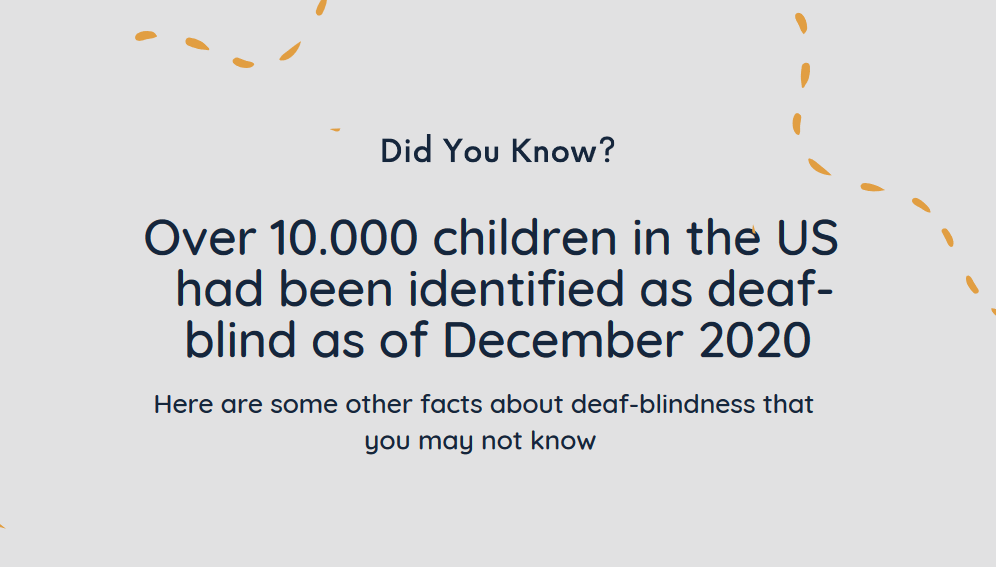 Did You Know?
Over 10.000 children in the US
had been identified as deaf-
blind as of December 2020
Here are some other facts about deaf-blindness that
you may not know